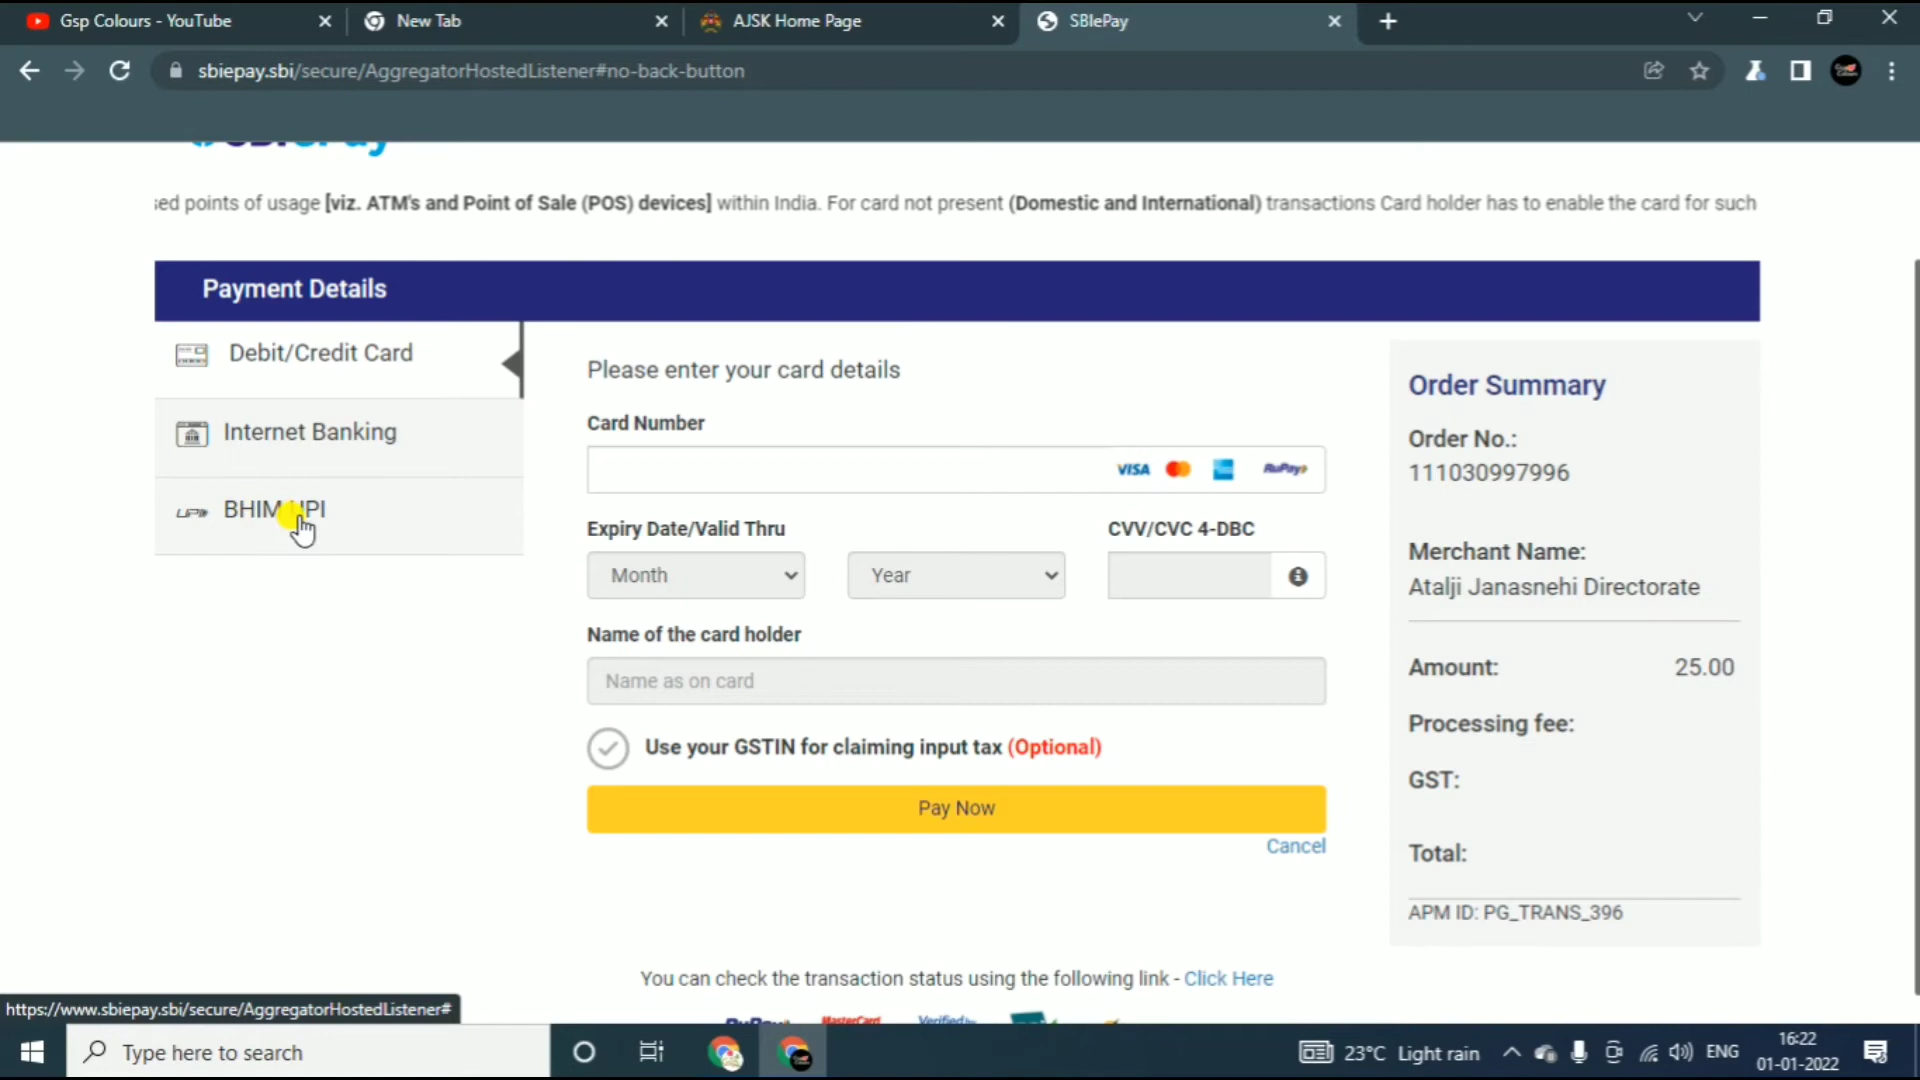 Gsp Colours - YouTube
New Tab
AJSK Home Page
SBIePay
sbiepay.sbi/secure/AggregatorHostedListener#no-back-button
sed points of usage [viz. ATM's and Point of Sale (POS) devices] within India. For card not present (Domestic and International) transactions Card holder has to enable the card for such
Payment Details
Debit/Credit Card
Internet Banking
UPI BHIM UPI
Please enter your card details
Card Number
VISA RuPay
Expiry Date/Valid Thru
CVV/CVC 4-DBC
Month
Year
Name of the card holder
Name as on card
Use your GSTIN for claiming input tax (Optional)
Pay Now
Cancel
Order Summary
Order No.:
111030997996
Merchant Name:
Atalji Janasnehi Directorate
Amount: 25.00
Processing fee:
GST:
Total:
APM ID: PG_TRANS_396
You can check the transaction status using the following link - Click Here
RuPay MasterCard Verified by
https://www.sbiepay.sbi/secure/AggregatorHostedListener#
Type here to search
23°C Light rain
ENG
16:22
01-01-2022